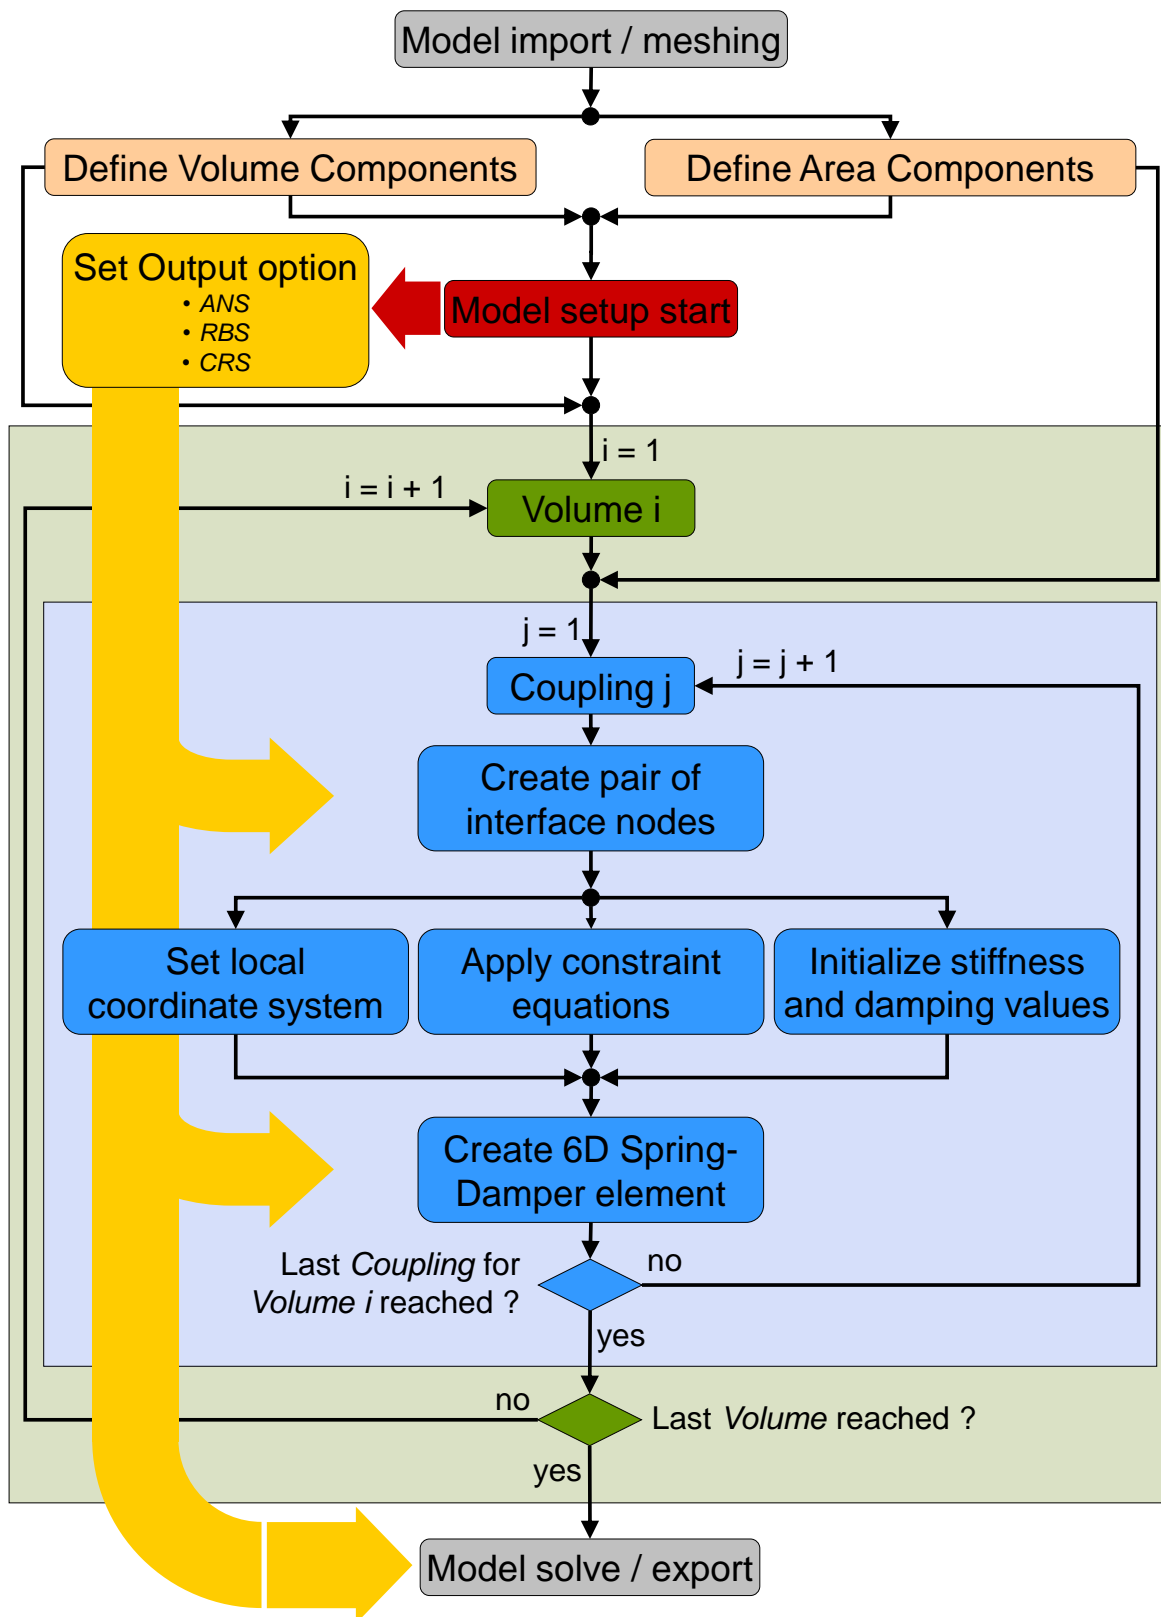 Model import / meshing
Define Volume Components
Define Area Components
Set Output option
• ANS
• RBS
• CRS
Model setup start
i = 1
i = i + 1
Volume i
j = 1
j = j + 1
Coupling j
Create pair of
interface nodes
Set local
coordinate system
Apply constraint
equations
Initialize stiffness
and damping values
Create 6D Spring-
Damper element
Last Coupling for
Volume i reached ?
no
yes
no
Last Volume reached ?
yes
Model solve / export